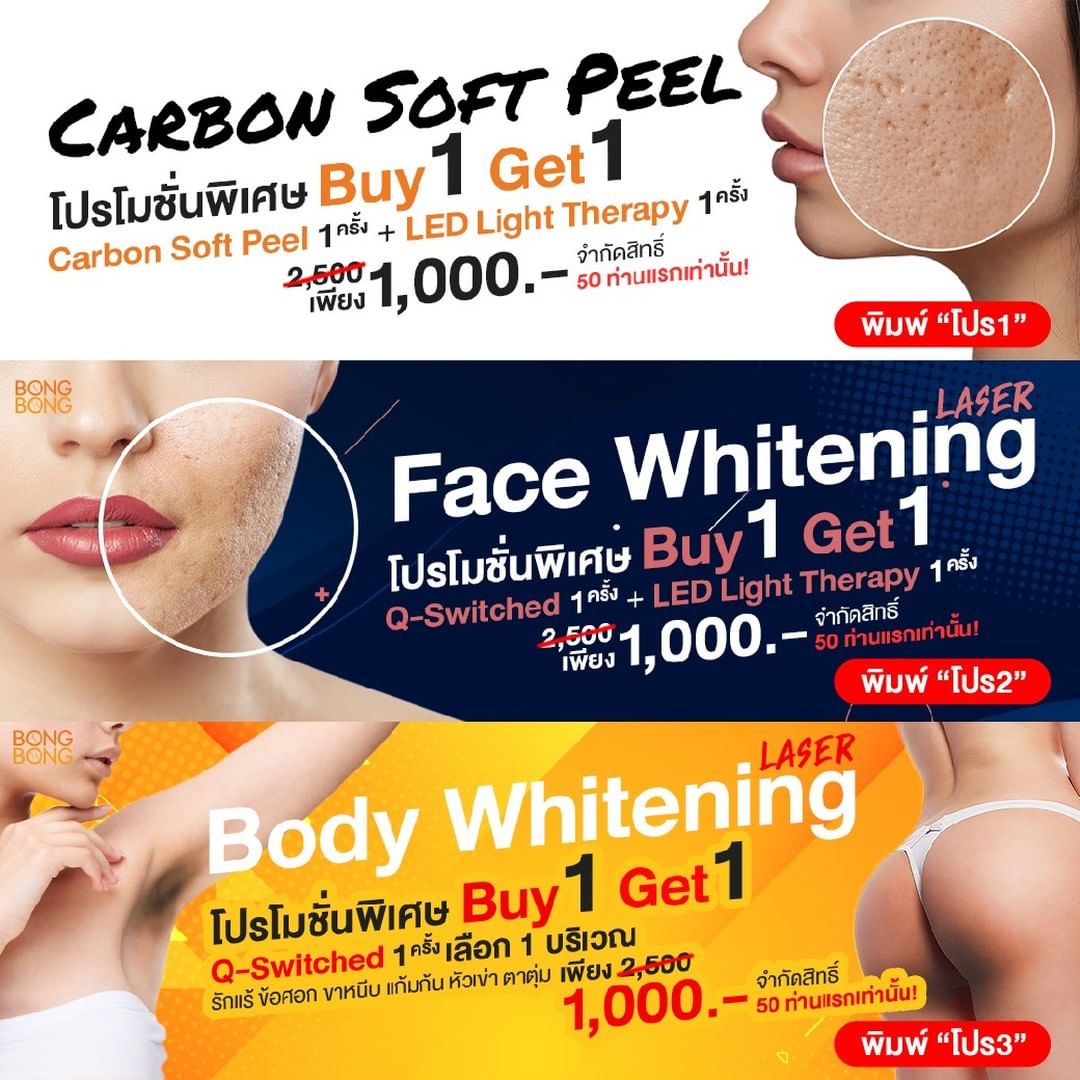 CARBON SOFT PEEL
โปรโมชั่นพิเศษ Buy 1 Get 1
Carbon Soft Peel 1 ครั้ง + LED Light Therapy 1 ครั้ง
2,500
เพียง 1,000.–
จำกัดสิทธิ์
50 ท่านแรกเท่านั้น!
พิมพ์ “โปร1”
BONG
BONG
LASER
Face Whitening
โปรโมชั่นพิเศษ Buy 1 Get 1
Q-Switched 1 ครั้ง + LED Light Therapy 1 ครั้ง
2,500
เพียง 1,000.–
จำกัดสิทธิ์
50 ท่านแรกเท่านั้น!
พิมพ์ “โปร2”
BONG
BONG
LASER
Body Whitening
โปรโมชั่นพิเศษ Buy 1 Get 1
Q-Switched 1 ครั้ง เลือก 1 บริเวณ
รักแร้ ข้อศอก ขาหนีบ แก้มก้น หัวเข่า ตาตุ่ม เพียง 2,500
1,000.–
จำกัดสิทธิ์
50 ท่านแรกเท่านั้น!
พิมพ์ “โปร3”